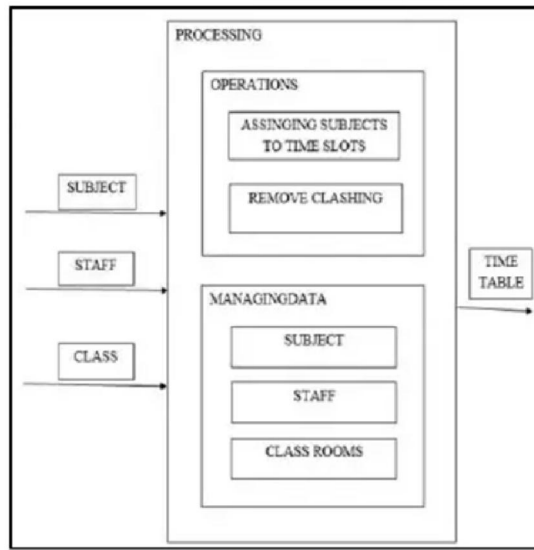 PROCESSING
OPERATIONS
ASSINGING SUBJECTS
TO TIME SLOTS
REMOVE CLASHING
SUBJECT
STAFF
CLASS
MANAGINGDATA
SUBJECT
STAFF
CLASS ROOMS
TIME
TABLE